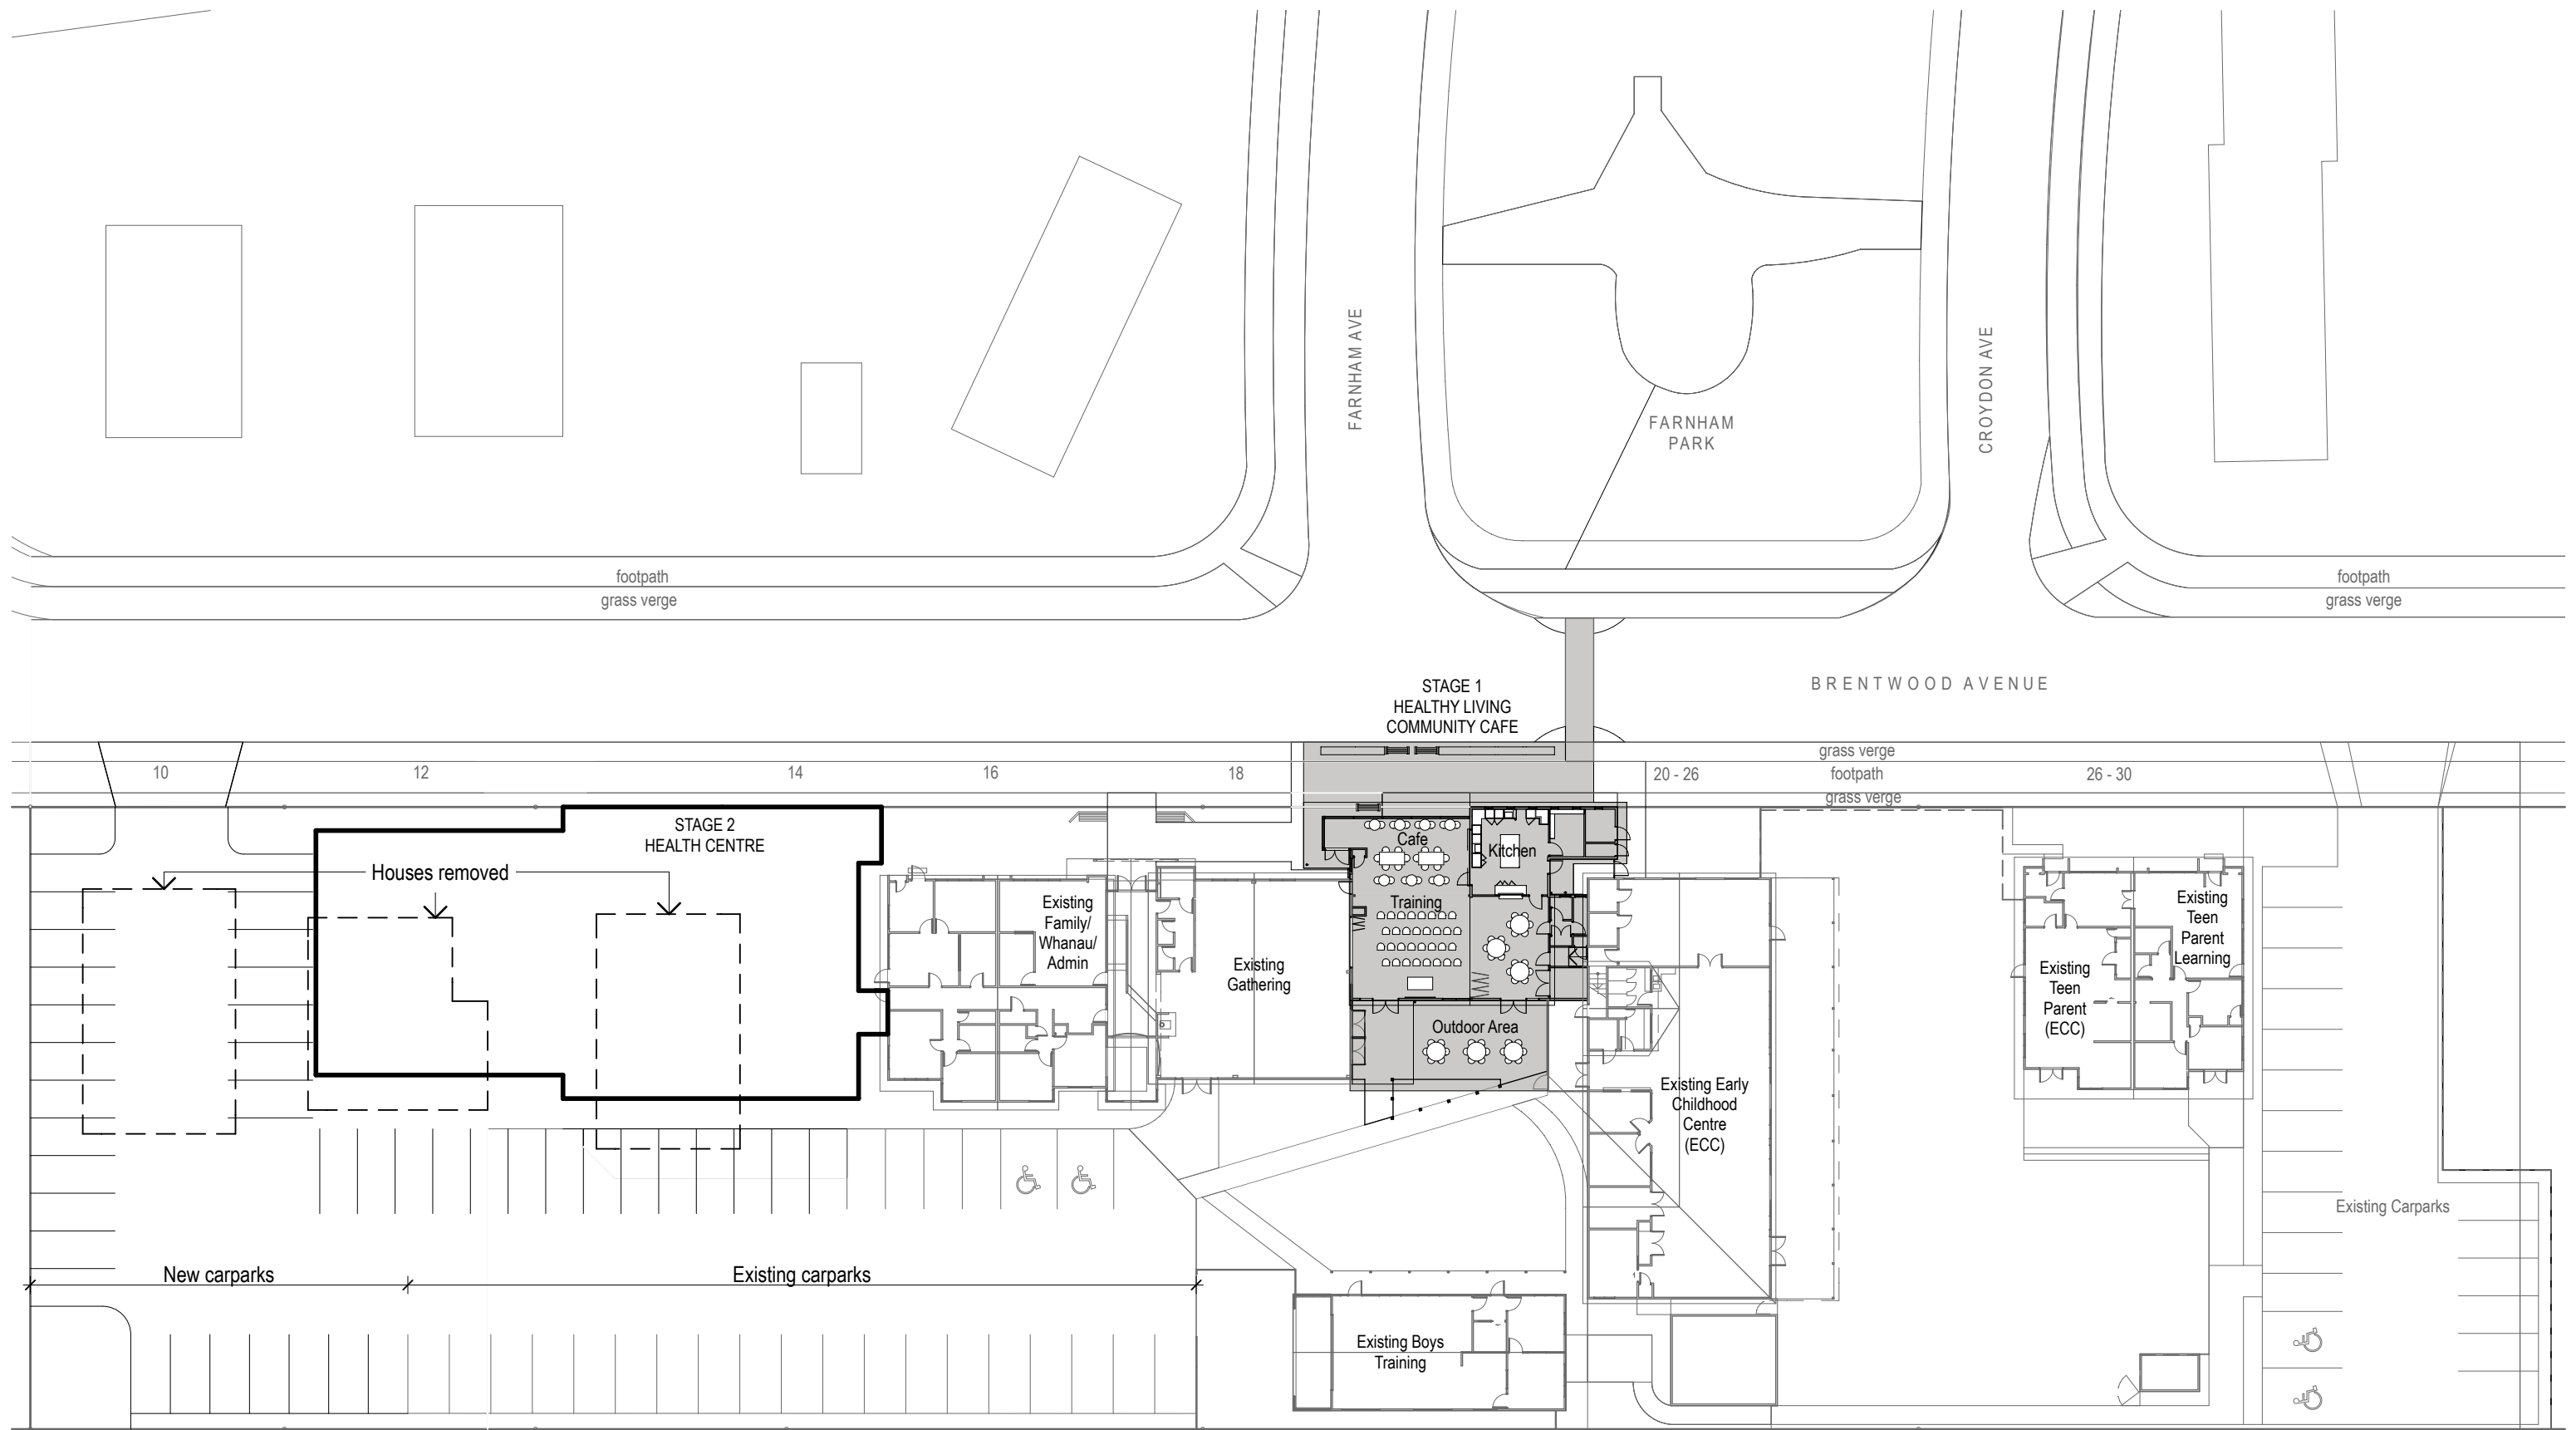 FARNHAM AVE
FARNHAM
PARK
CROYDON AVE
footpath
grass verge
footpath
grass verge
STAGE 1
HEALTHY LIVING
COMMUNITY CAFE
BRENTWOOD AVENUE
grass verge
footpath
grass verge
10
12
14
16
18
20 - 26
26 - 30
STAGE 2
HEALTH CENTRE
Houses removed
Cafe
Kitchen
Training
Existing
Family/
Whanau/
Admin
Existing
Gathering
Outdoor Area
Existing Early
Childhood
Centre
(ECC)
Existing
Teen
Parent
(ECC)
Existing
Teen
Parent
Learning
Existing Carparks
New carparks
Existing carparks
Existing Boys
Training